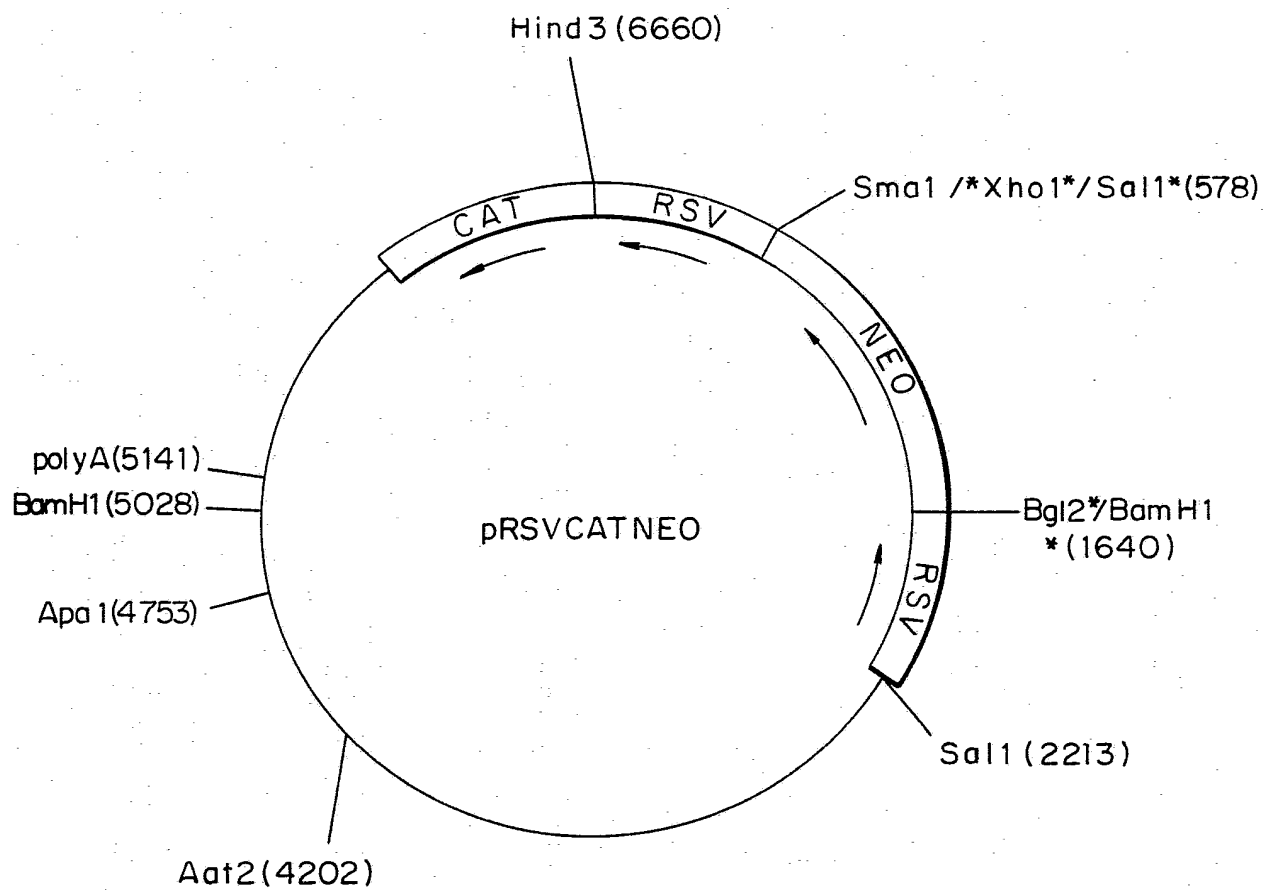 Hind3(6660)
Sma1/*Xho1*/Sal1*(578)
CAT
RSV
NEO
polyA(5141)
BamH1(5028)
pRSVCATNEO
Bgl2*/BamH1
*(1640)
RSV
Apa1(4753)
Sal1(2213)
Aat2(4202)